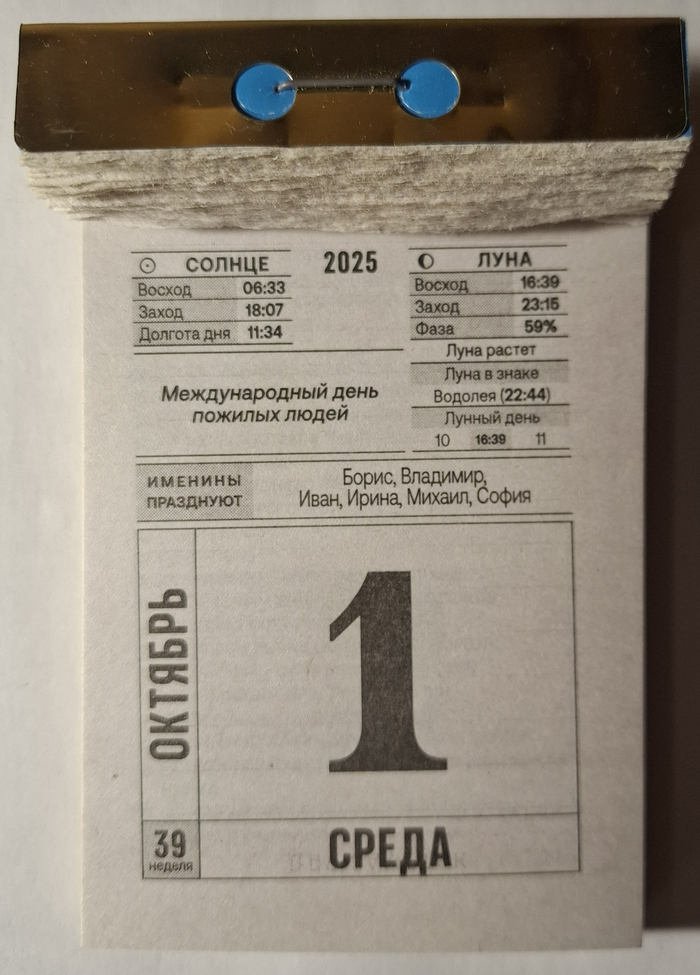 СОЛНЦЕ
Восход 06:33
Заход 18:07
Долгота дня 11:34
2025
ЛУНА
Восход 16:39
Заход 23:15
Фаза 59%
Луна растет
Луна в знаке
Водолея (22:44)
Лунный день
10 16:39 11
Международный день
пожилых людей
ИМЕНИНЫ
ПРАЗДНУЮТ
Борис, Владимир,
Иван, Ирина, Михаил, София
ОКТЯБРЬ
1
39
неделя
СРЕДА